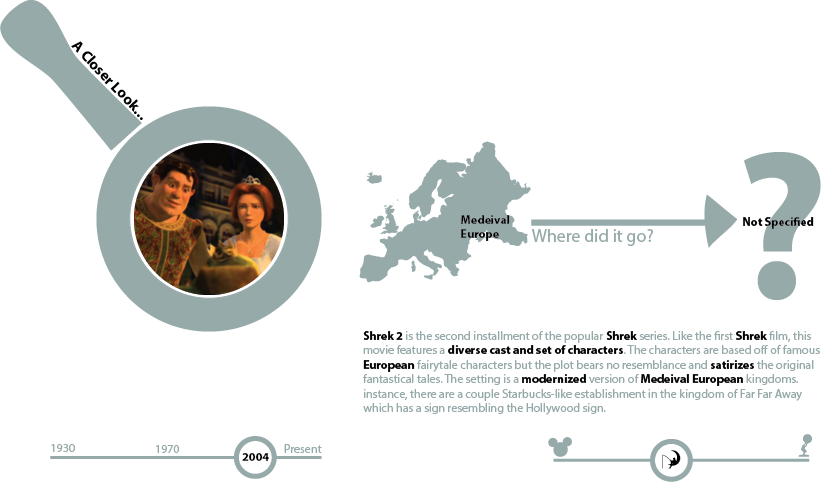 A Closer Look...
Medeival
Europe
Where did it go?
Not Specified
Shrek 2 is the second installment of the popular Shrek series. Like the first Shrek film, this
movie features a diverse cast and set of characters. The characters are based off of famous
European fairytale characters but the plot bears no resemblance and satirizes the original
fantastical tales. The setting is a modernized version of Medeival European kingdoms.
instance, there are a couple Starbucks-like establishment in the kingdom of Far Far Away
which has a sign resembling the Hollywood sign.
1930
1970
2004
Present